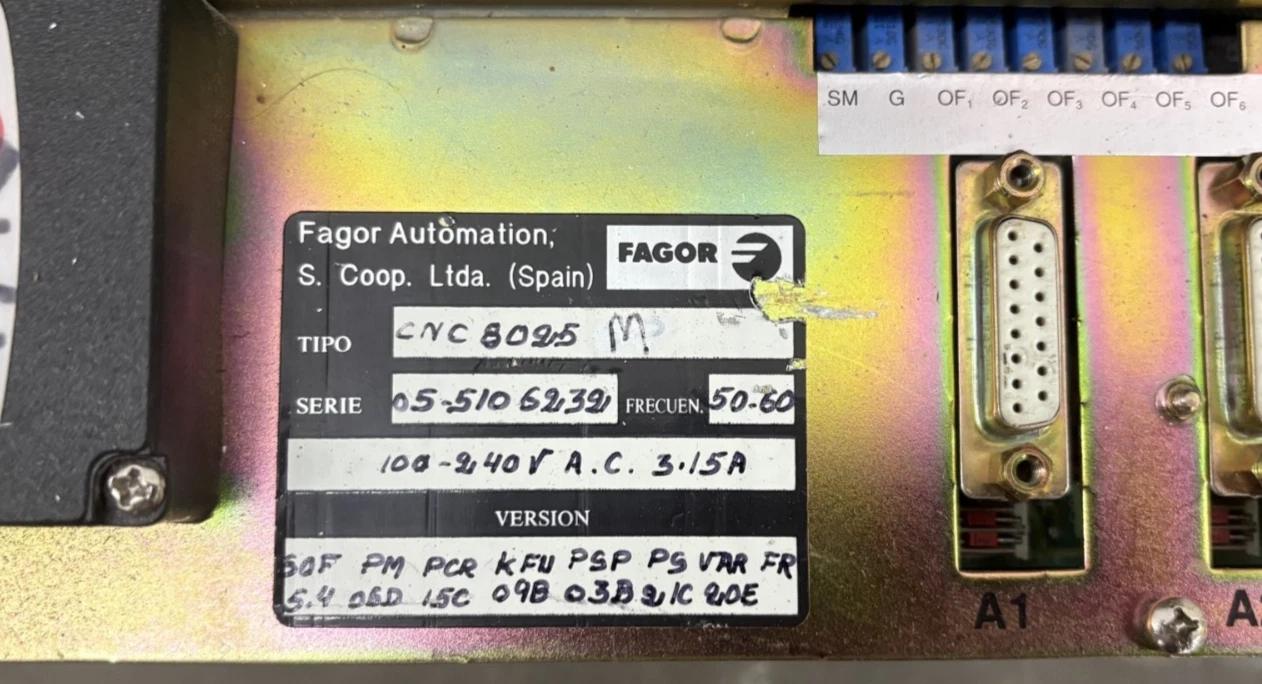 SM G OF₁ OF₂ OF₃ OF₄ OF₅ OF₆
Fagor Automation,
S. Coop. Ltda. (Spain)
FAGOR
TIPO CNC 8025 M
SERIE 05-5106232 FRECUEN. 50-60
100-240V A.C. 3.15A
VERSION
SOF PM PCR KFU PSP PS VAR FR
5.4 15C 09B 03B 21C 20E
A1